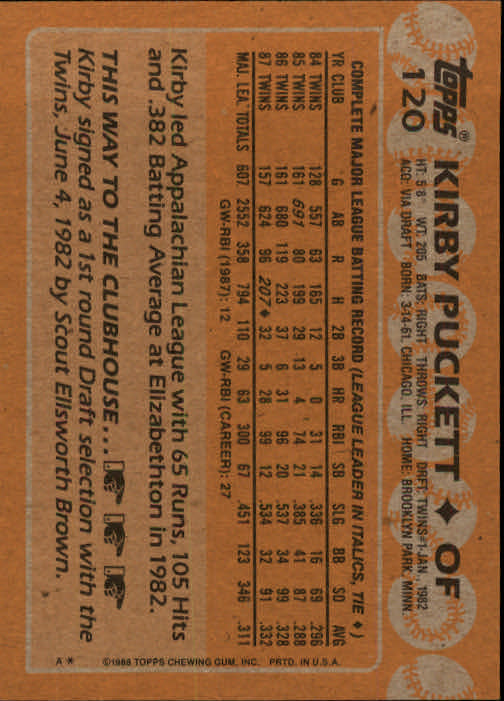 topps®
120
KIRBY PUCKETT ♦ OF
HT: 5'8" WT: 205 BATS: RIGHT THROWS: RIGHT DRAFT: TWINS #1-JAN., 1982
ACQ: VIA DRAFT BORN: 3-14-61, CHICAGO, ILL. HOME: BROOKLYN PARK, MINN.
COMPLETE MAJOR LEAGUE BATTING RECORD (LEAGUE LEADER IN ITALICS, TIE ♦)
YR CLUB G AB R H 2B 3B HR RBI SB SLG BB SO AVG
84 TWINS 128 557 63 165 12 5 0 31 14 .336 16 69 .296
85 TWINS 161 691 80 199 29 13 4 74 21 .385 41 87 .288
86 TWINS 161 680 119 223 37 6 31 96 20 .537 34 99 .328
87 TWINS 157 624 96 207♦ 32 5 28 99 12 .534 32 91 .332
MAJ. LEA. TOTALS 607 2552 358 794 110 29 63 300 67 .451 123 346 .311
GW-RBI (1987): 12 GW-RBI (CAREER): 27
Kirby led Appalachian League with 65 Runs, 105 Hits
and .382 Batting Average at Elizabethton in 1982.
THIS WAY TO THE CLUBHOUSE...
Kirby signed as a 1st round Draft selection with the
Twins, June 4, 1982 by Scout Ellsworth Brown.
A* ©1988 TOPPS CHEWING GUM, INC. PRTD. IN U.S.A.